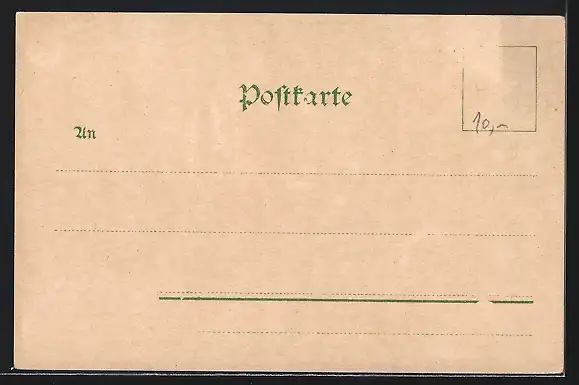 Postkarte
10,-
An